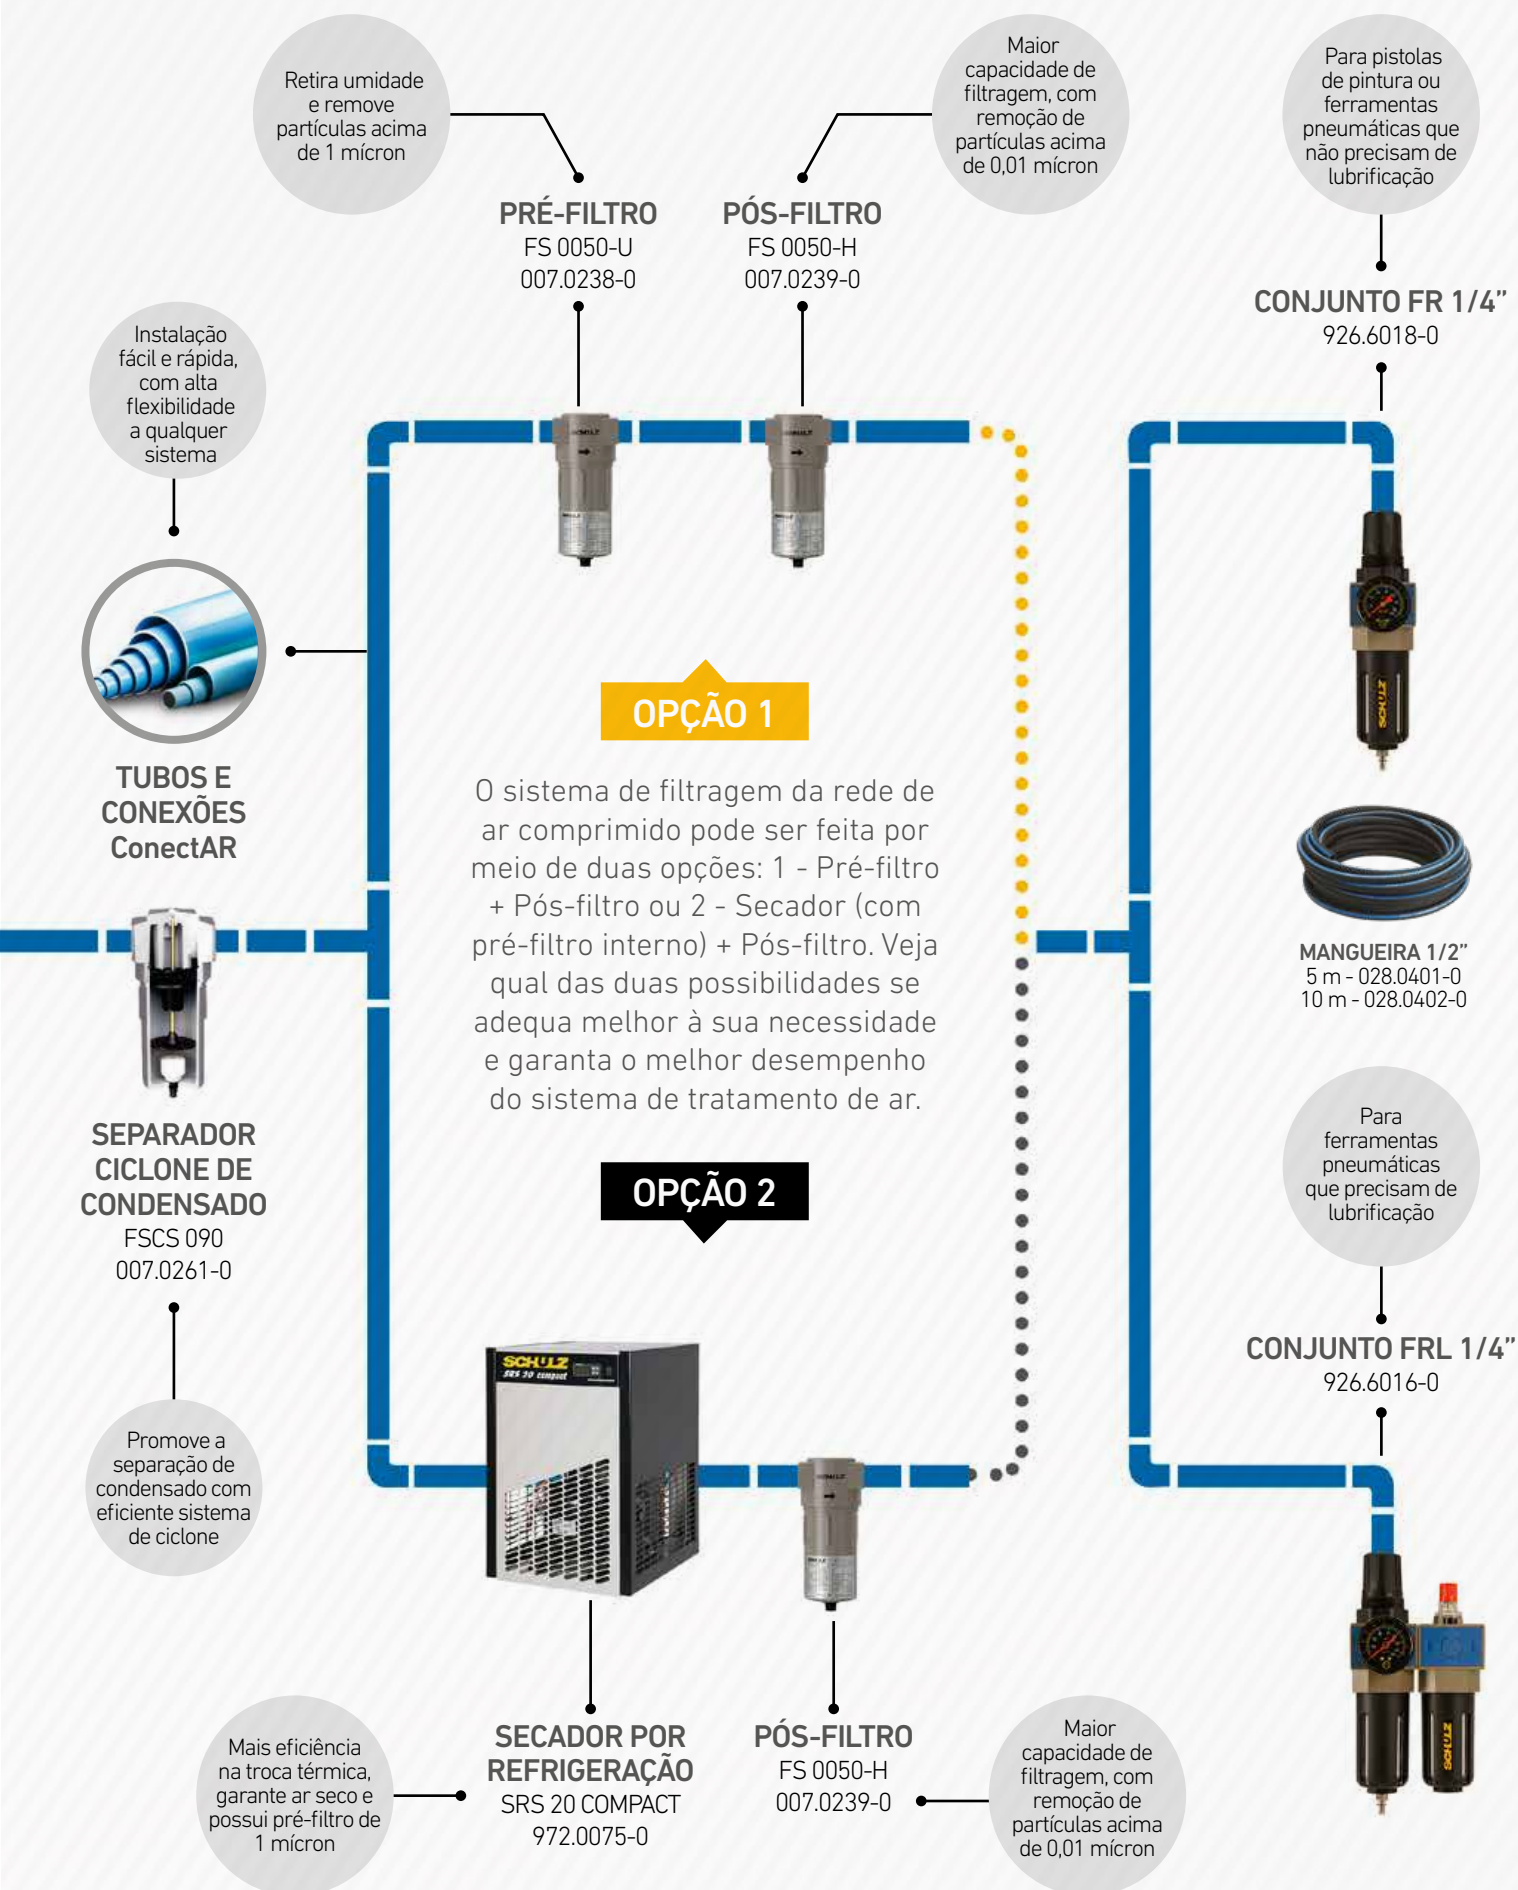 Retira umidade
e remove
partículas acima
de 1 mícron
Maior
capacidade de
filtragem, com
remoção de
partículas acima
de 0,01 mícron
Para pistolas
de pintura ou
ferramentas
pneumáticas que
não precisam de
lubrificação
PRÉ-FILTRO
FS 0050-U
007.0238-0
PÓS-FILTRO
FS 0050-H
007.0239-0
CONJUNTO FR 1/4”
926.6018-0
Instalação
fácil e rápida,
com alta
flexibilidade
a qualquer
sistema
SCHULZ
SCHULZ
SCHULZ
TUBOS E
CONEXÕES
ConectAR
OPÇÃO 1
O sistema de filtragem da rede de
ar comprimido pode ser feita por
meio de duas opções: 1 - Pré-filtro
+ Pós-filtro ou 2 - Secador (com
pré-filtro interno) + Pós-filtro. Veja
qual das duas possibilidades se
adequa melhor à sua necessidade
e garanta o melhor desempenho
do sistema de tratamento de ar.
OPÇÃO 2
MANGUEIRA 1/2”
5 m - 028.0401-0
10 m - 028.0402-0
SEPARADOR
CICLONE DE
CONDENSADO
FSCS 090
007.0261-0
Promove a
separação de
condensado com
eficiente sistema
de ciclone
Para
ferramentas
pneumáticas
que precisam de
lubrificação
CONJUNTO FRL 1/4”
926.6016-0
SCHULZ
SRS 20 compact
SCHULZ
SCHULZ
Mais eficiência
na troca térmica,
garante ar seco e
possui pré-filtro de
1 mícron
SECADOR POR
REFRIGERAÇÃO
SRS 20 COMPACT
972.0075-0
PÓS-FILTRO
FS 0050-H
007.0239-0
Maior
capacidade de
filtragem, com
remoção de
partículas acima
de 0,01 mícron